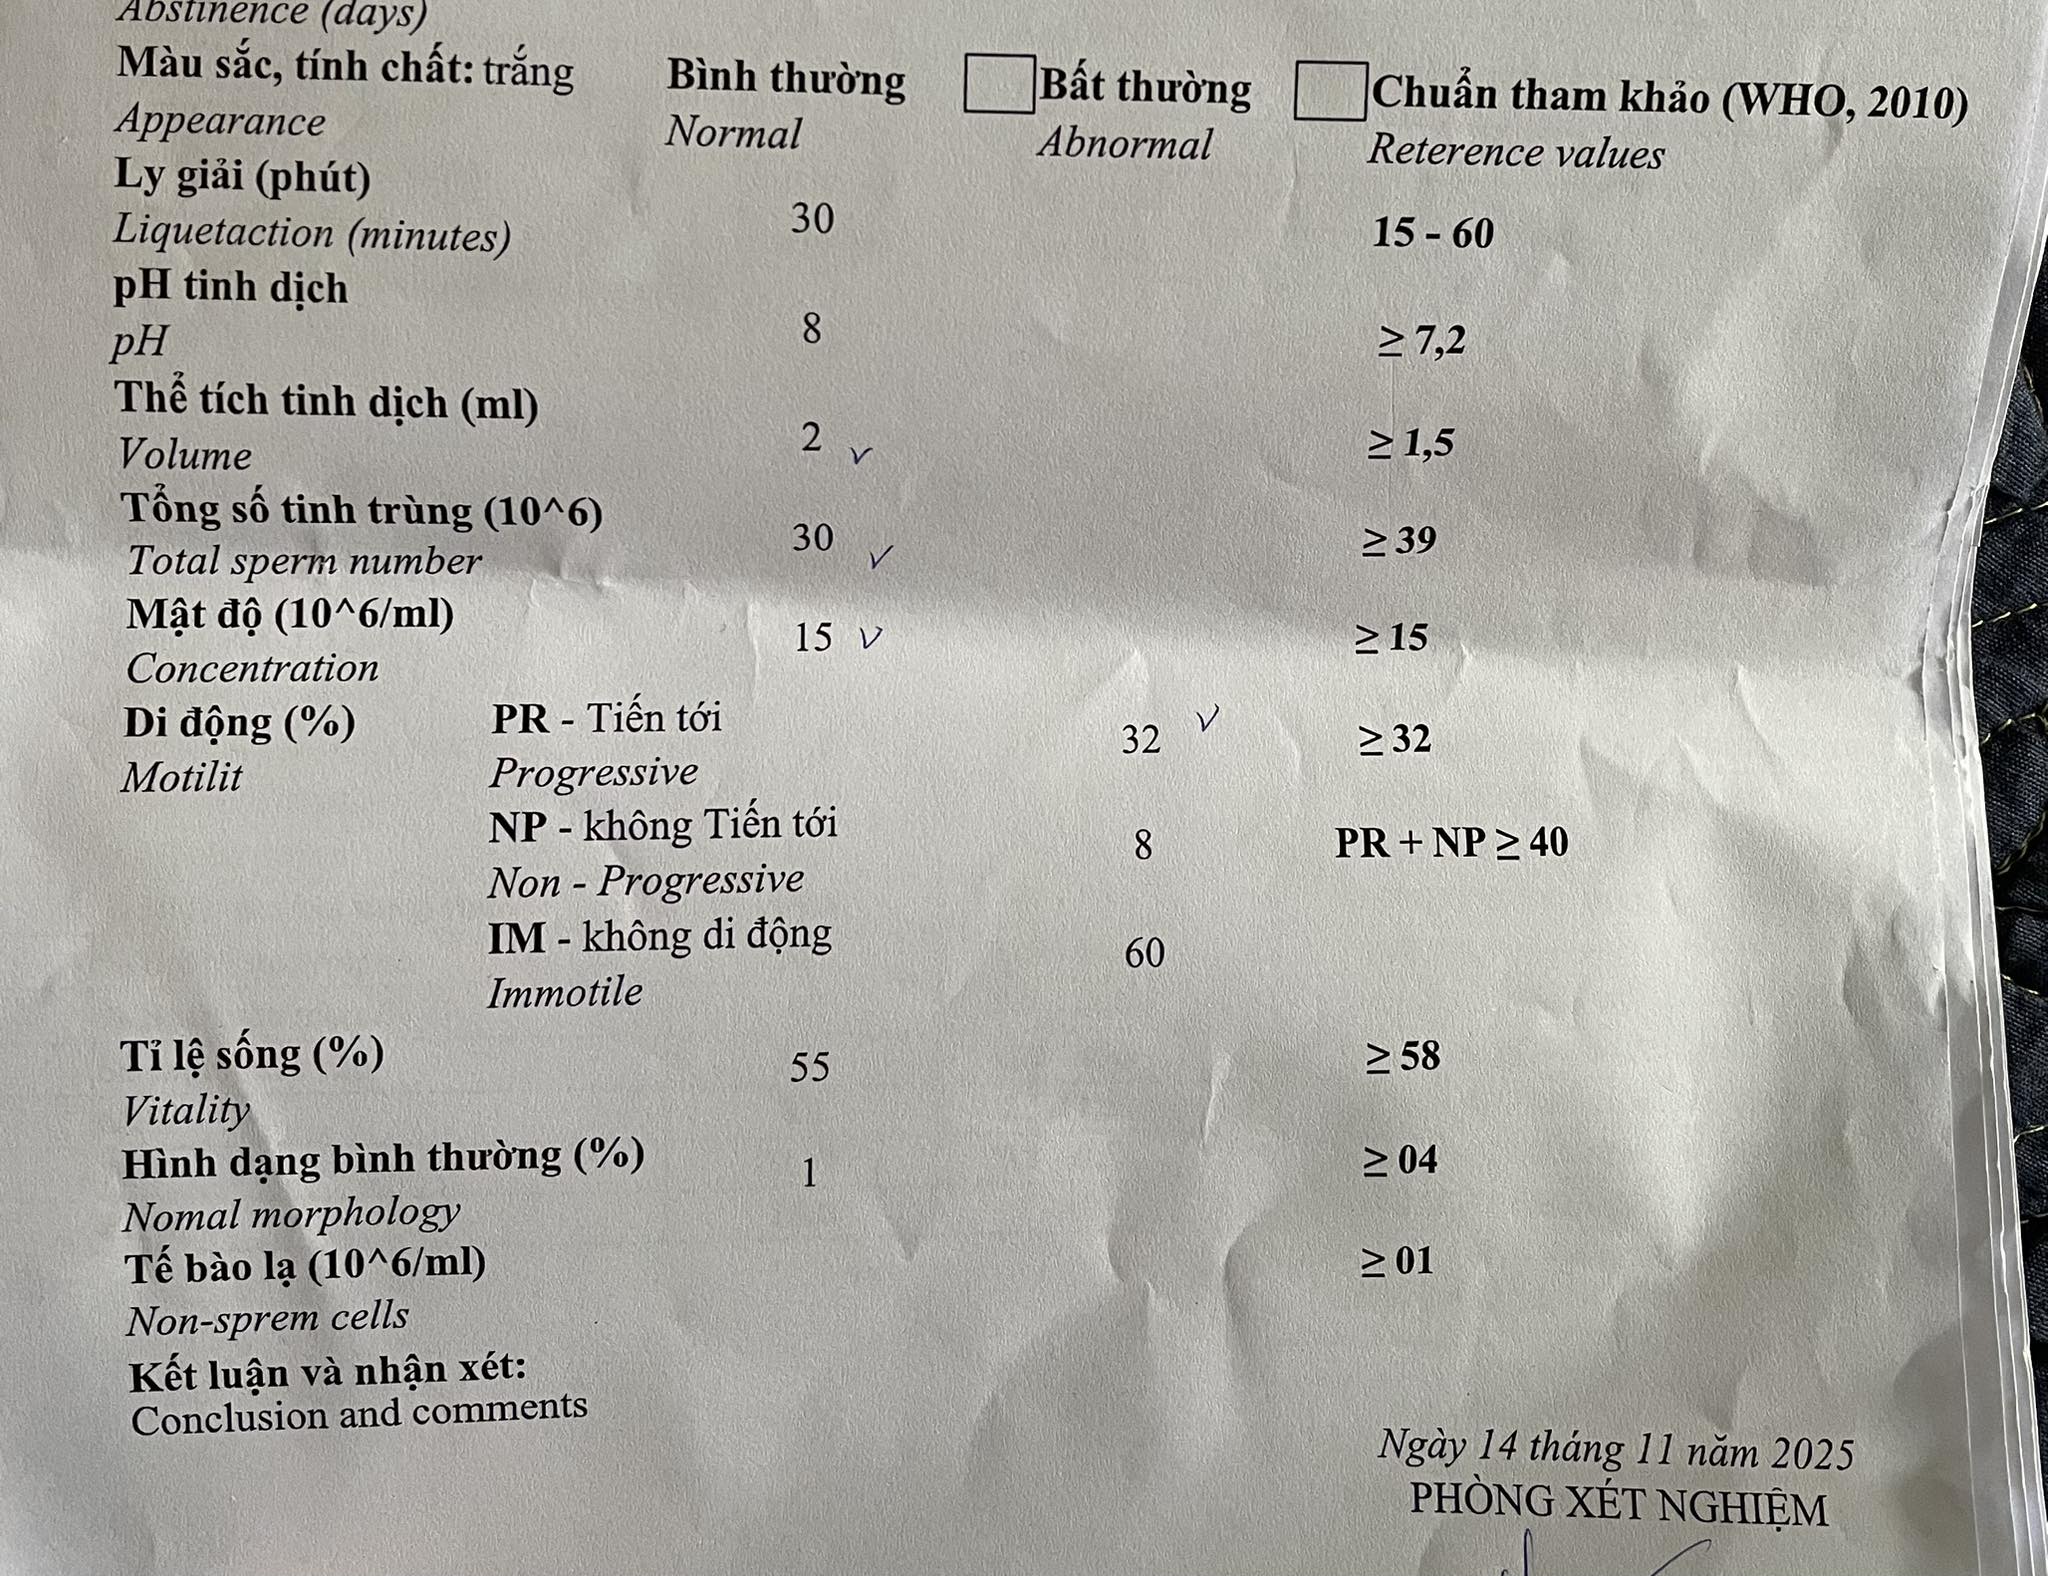 Abstinence (days)
Màu sắc, tính chất: trắng Bình thường Bất thường Chuẩn tham khảo (WHO, 2010)
Appearance Normal Abnormal Reterence values
Ly giải (phút)
Liquetaction (minutes) 30 15 - 60
pH tinh dịch
pH 8 ≥ 7,2
Thể tích tinh dịch (ml)
Volume 2 ≥ 1,5
Tổng số tinh trùng (10^6)
Total sperm number 30 ≥ 39
Mật độ (10^6/ml)
Concentration 15 ≥ 15
Di động (%) PR - Tiến tới
Motilit Progressive 32 ≥ 32
NP - không Tiến tới
Non - Progressive 8 PR + NP ≥ 40
IM - không di động
Immotile 60
Tỉ lệ sống (%) 55 ≥ 58
Vitality
Hình dạng bình thường (%) 1 ≥ 04
Nomal morphology
Tế bào lạ (10^6/ml) ≥ 01
Non-sprem cells
Kết luận và nhận xét:
Conclusion and comments
Ngày 14 tháng 11 năm 2025
PHÒNG XÉT NGHIỆM